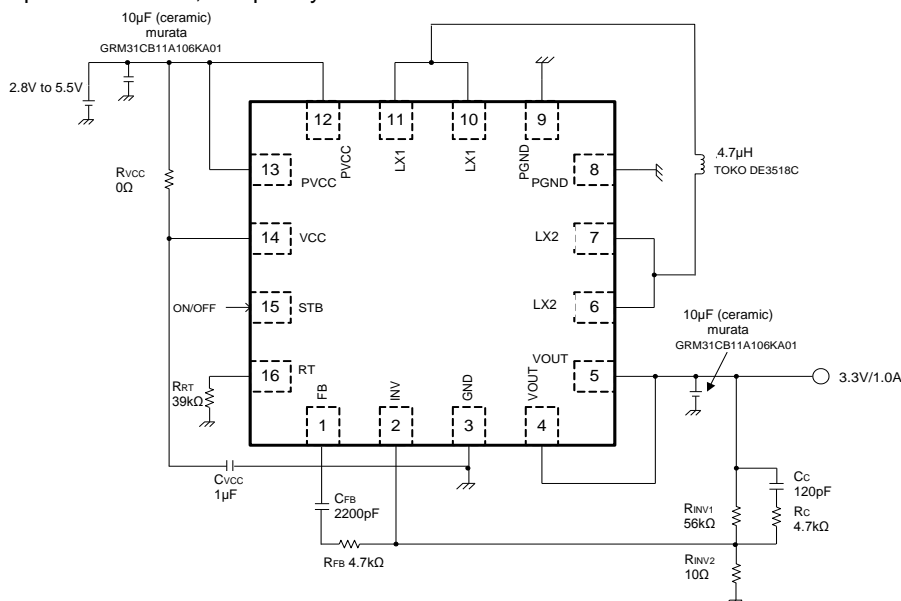 10µF (ceramic)
murata
GRM31CB11A106KA01
2.8V to 5.5V
RVCC
0Ω
12
PVCC
11
LX1
10
LX1
9
PGND
13
PVCC
8
PGND
4.7µH
TOKO DE3518C
14
VCC
7
LX2
ON/OFF
15
STB
6
LX2
10µF (ceramic)
murata
GRM31CB11A106KA01
16
RT
5
VOUT
3.3V/1.0A
RRT
39kΩ
1
FB
2
INV
3
GND
4
VOUT
CVCC
1µF
CFB
2200pF
RFB 4.7kΩ
RINV1
56kΩ
CC
120pF
RC
4.7kΩ
RINV2
10Ω